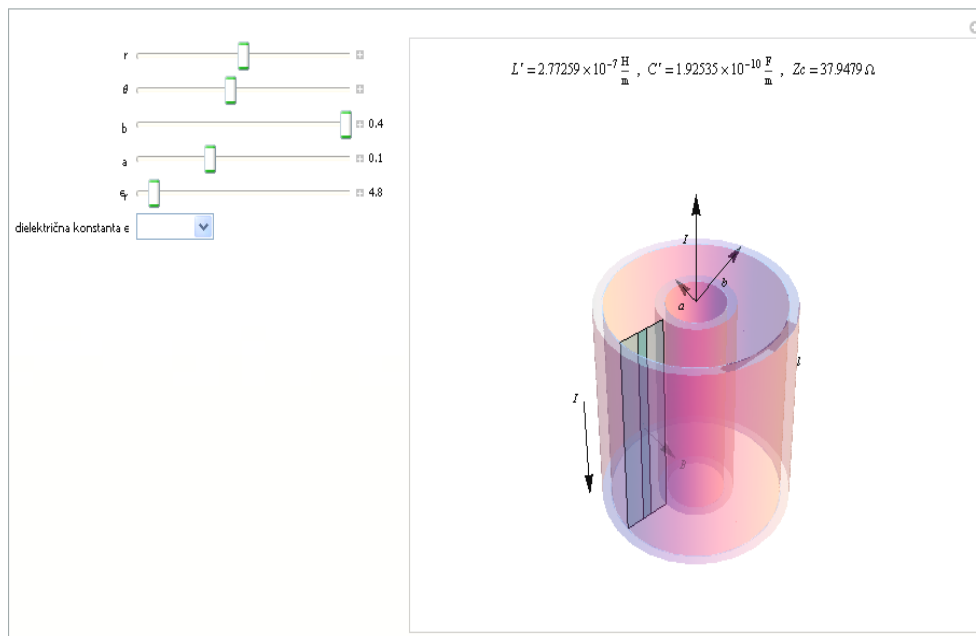 r
θ
b 0.4
a 0.1
ϵr 4.8
dielektrična konstanta e
L' = 2.77259 × 10⁻⁷ H/m , C' = 1.92535 × 10⁻¹⁰ F/m , Zc = 37.9479 Ω
I
b
a
l
I
B